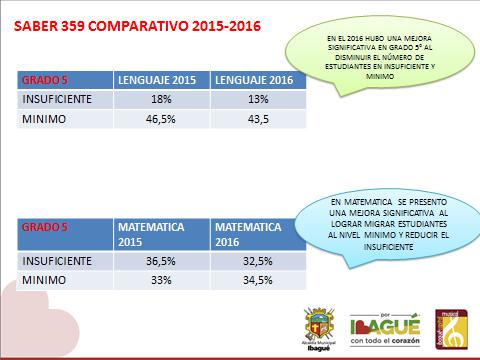 SABER 359 COMPARATIVO 2015-2016
EN EL 2016 HUBO UNA MEJORA
SIGNIFICATIVA EN GRADO 5º AL
DISMINUIR EL NÚMERO DE
ESTUDIANTES EN INSUFICIENTE Y
MINIMO
GRADO 5 LENGUAJE 2015 LENGUAJE 2016
INSUFICIENTE 18% 13%
MINIMO 46,5% 43,5
EN MATEMATICA SE PRESENTO
UNA MEJORA SIGNIFICATIVA AL
LOGRAR MIGRAR ESTUDIANTES
AL NIVEL MINIMO Y REDUCIR EL
INSUFICIENTE
GRADO 5 MATEMATICA 2015 MATEMATICA 2016
INSUFICIENTE 36,5% 32,5%
MINIMO 33% 34,5%
Alcaldía Municipal
Ibagué
por
IBAGUÉ
con todo el corazón
musical